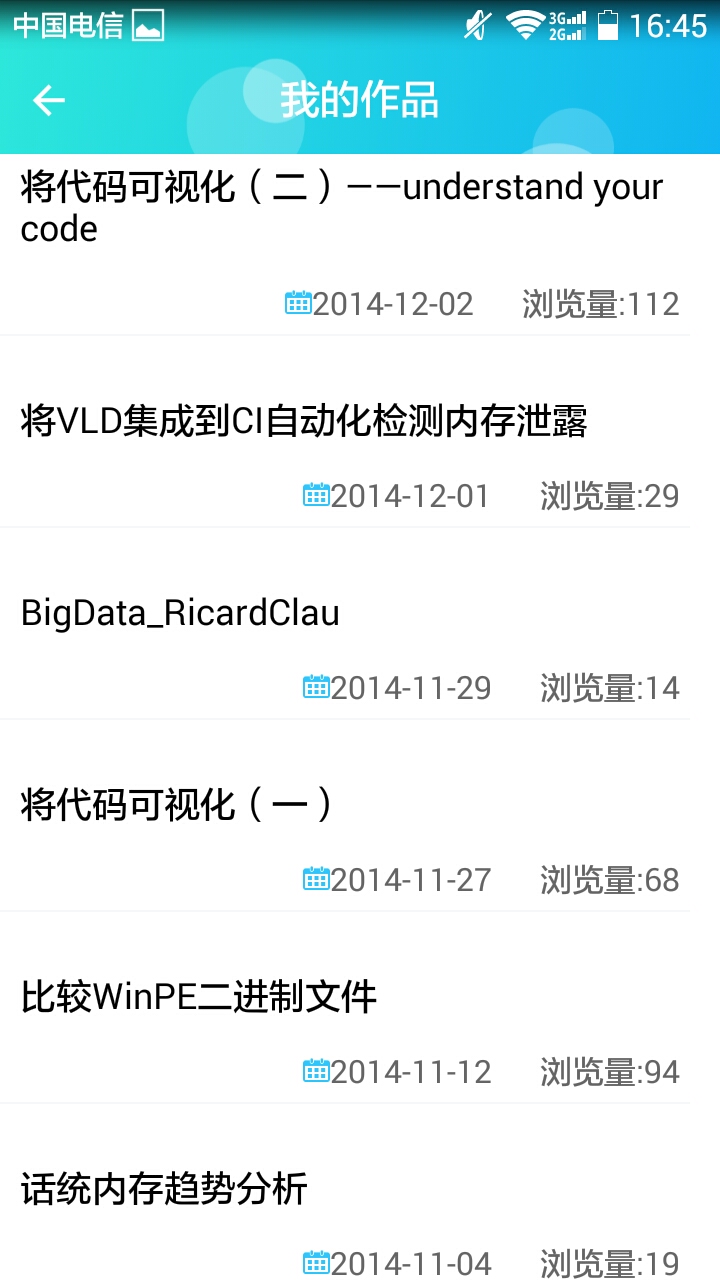 中国电信 3G 2G 16:45
我的作品
将代码可视化（二）——understand your
code
2014-12-02 浏览量:112
将VLD集成到CI自动化检测内存泄露
2014-12-01 浏览量:29
BigData_RicardClau
2014-11-29 浏览量:14
将代码可视化（一）
2014-11-27 浏览量:68
比较WinPE二进制文件
2014-11-12 浏览量:94
话统内存趋势分析
2014-11-04 浏览量:19